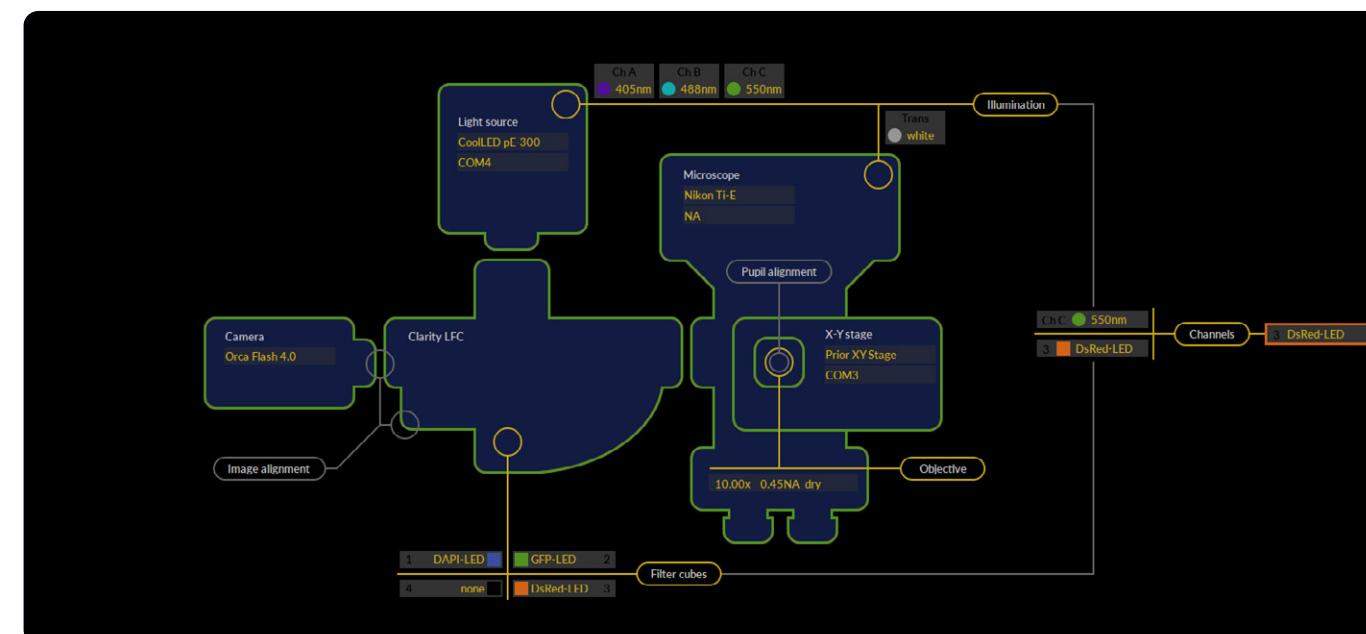 Ch A
405nm
Ch B
488nm
Ch C
550nm
Illumination
Trans
white
Light source
CoolLED pE-300
COM4
Microscope
Nikon Ti-E
NA
Pupil alignment
Camera
Orca Flash 4.0
Clarity LFC
X-Y stage
Prior XY Stage
COM3
Ch C 550nm
3 DsRed-LED
Channels
3 DsRed-LED
Image alignment
Objective
10.00x 0.45NA dry
1 DAPI-LED
GFP-LED 2
4 none
DsRed-LED 3
Filter cubes